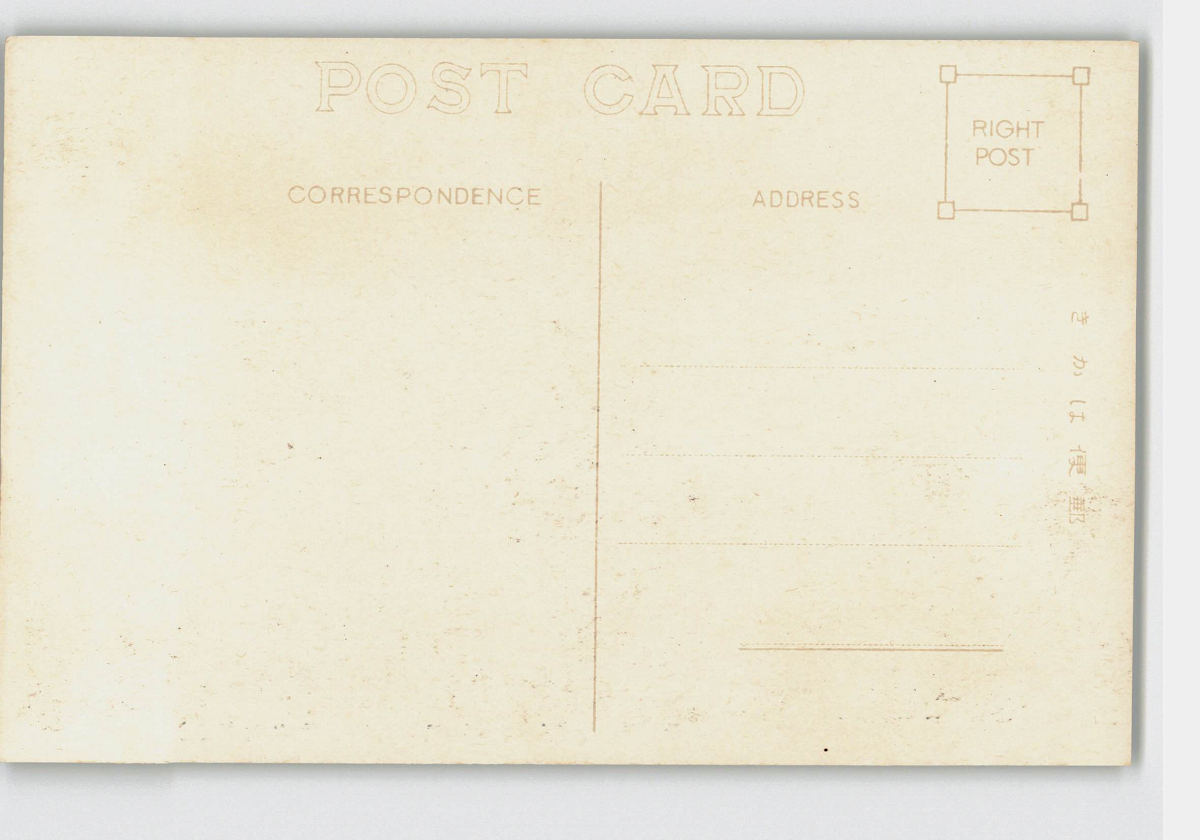 POST CARD
RIGHT
POST
CORRESPONDENCE
ADDRESS
郵便はかき